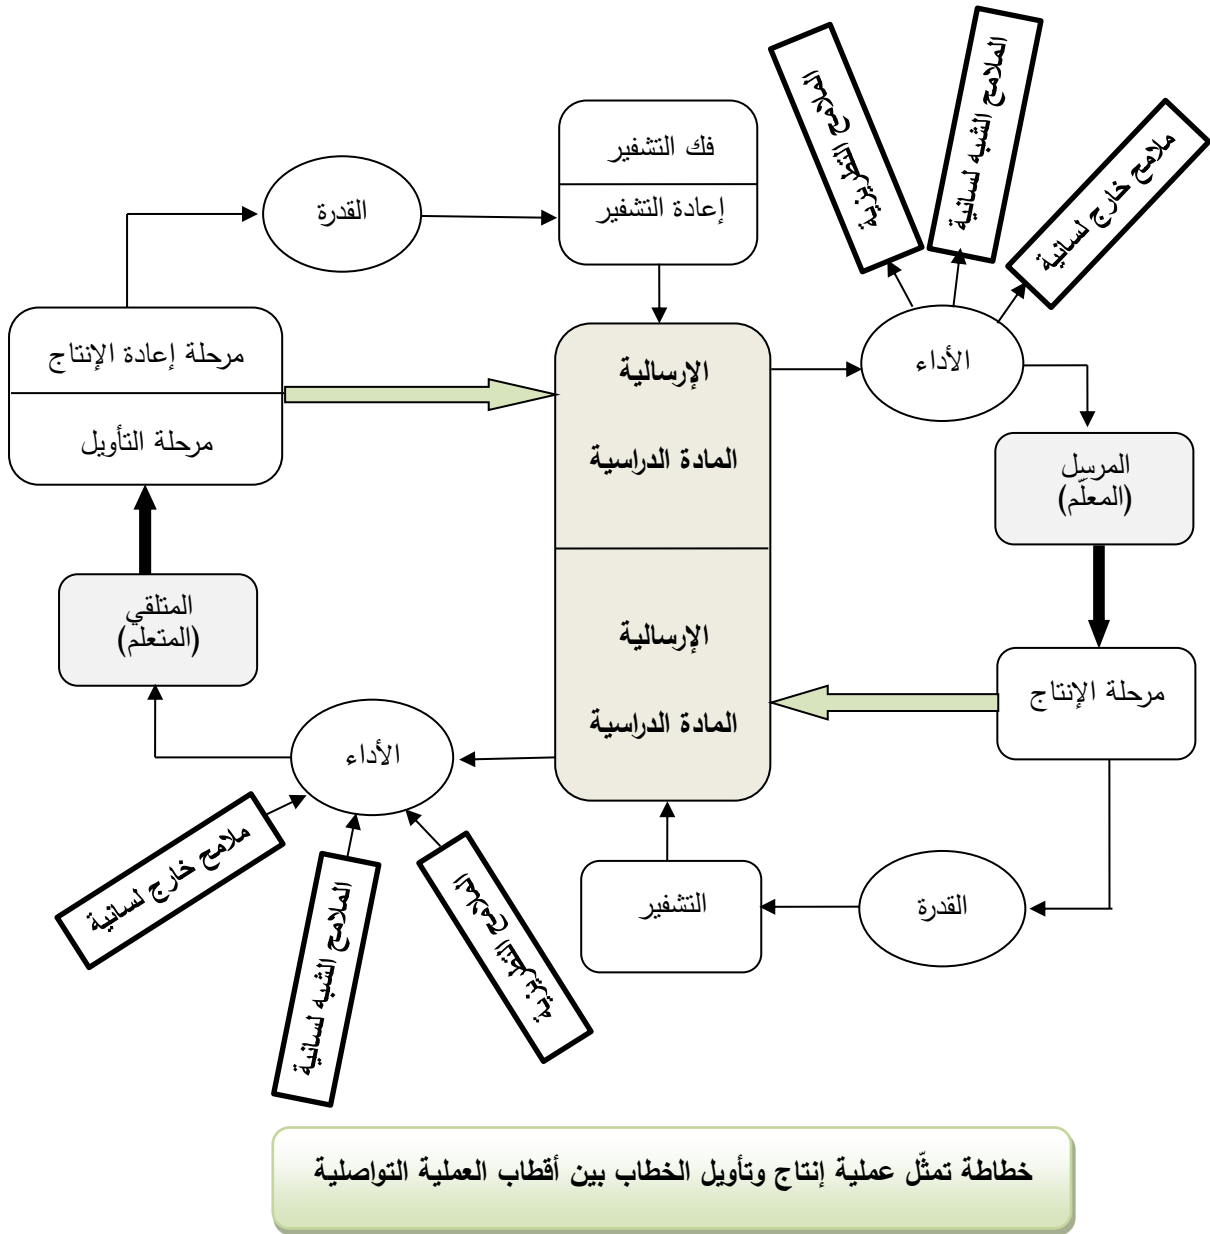 الملامح التطريزية
الملامح الشبه لسانية
ملامح خارج لسانية
فك التشفير
إعادة التشفير
القدرة
الأداء
مرحلة إعادة الإنتاج
مرحلة التأويل
الإرسالية
المادة الدراسية
المرسل
(المعلّم)
المتلقي
(المتعلم)
الإرسالية
المادة الدراسية
مرحلة الإنتاج
الأداء
القدرة
التشفير
ملامح خارج لسانية
الملامح الشبه لسانية
الملامح التطريزية
خطاطة تمثّل عملية إنتاج وتأويل الخطاب بين أقطاب العملية التواصلية